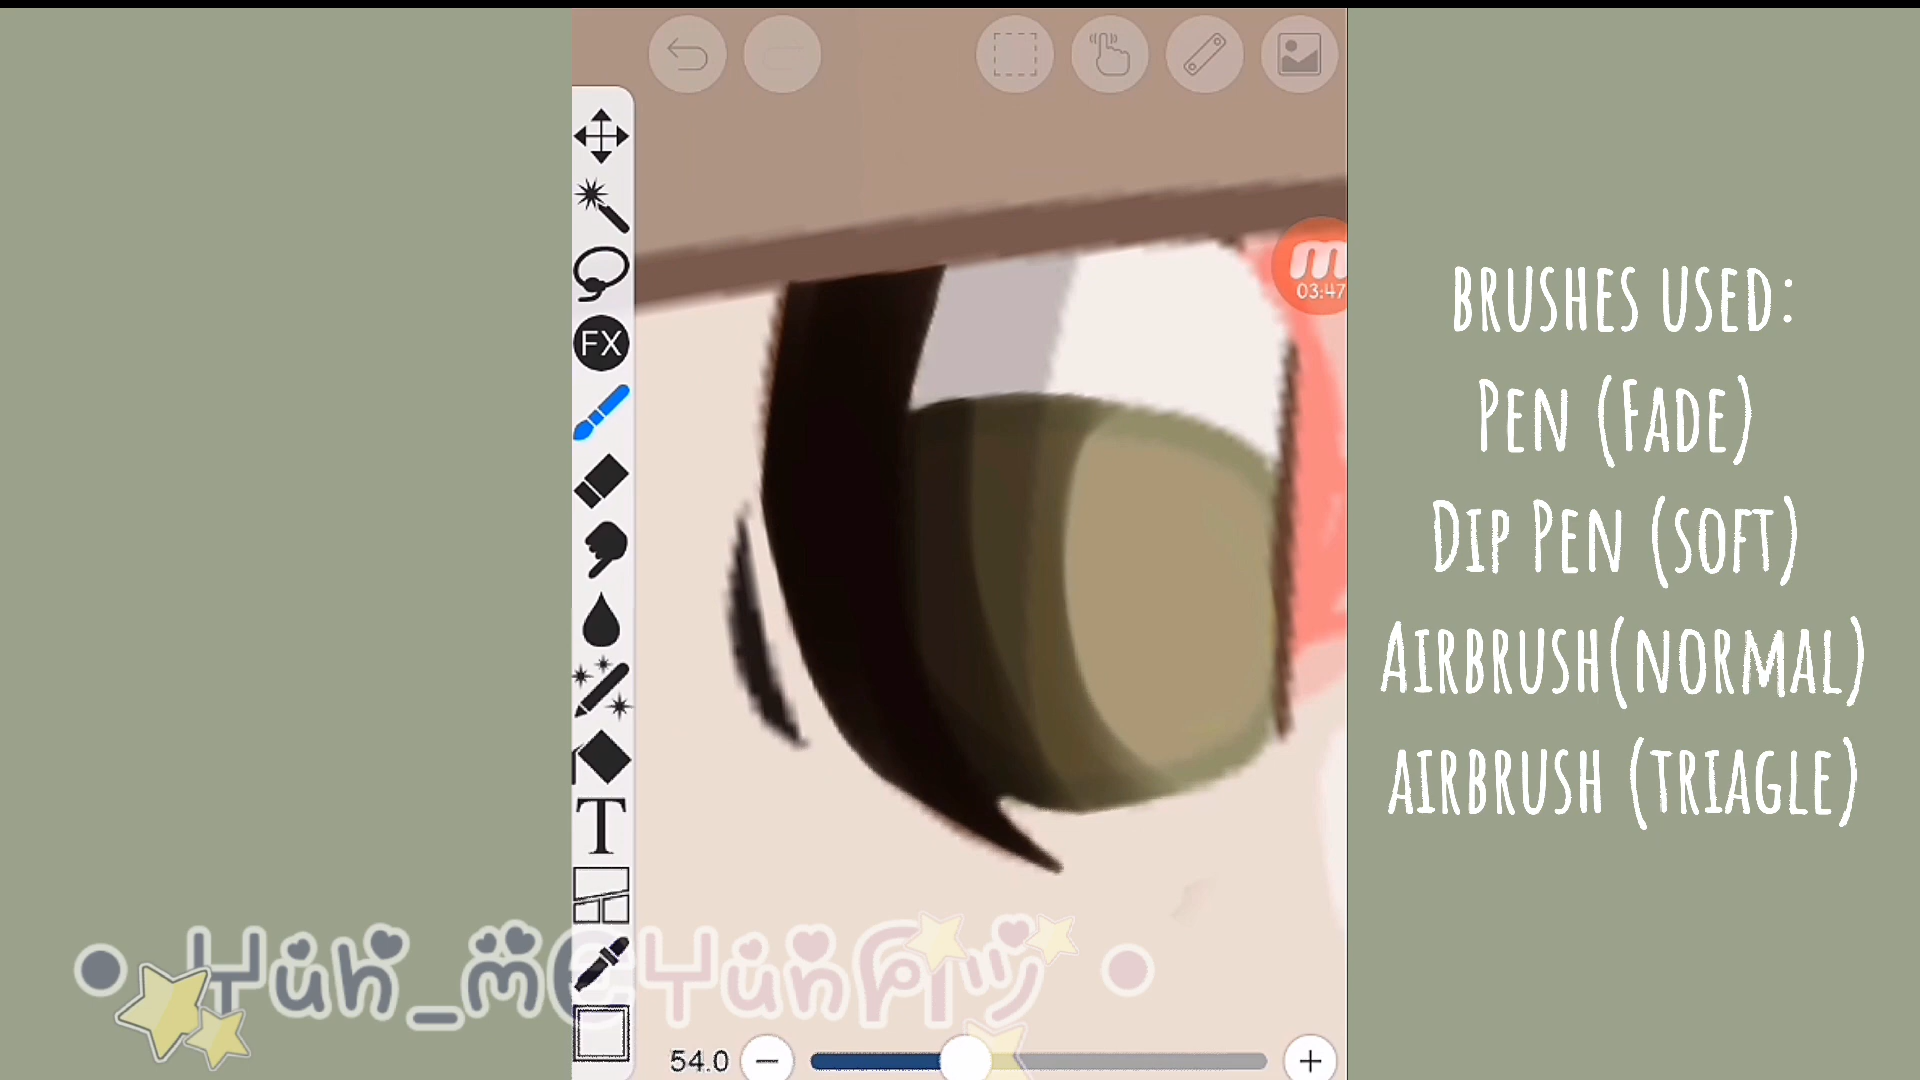 FX
m
03:47
T
BRUSHES USED:
PEN (FADE)
DIP PEN (SOFT)
AIRBRUSH(NORMAL)
AIRBRUSH (TRIAGLE)
54.0